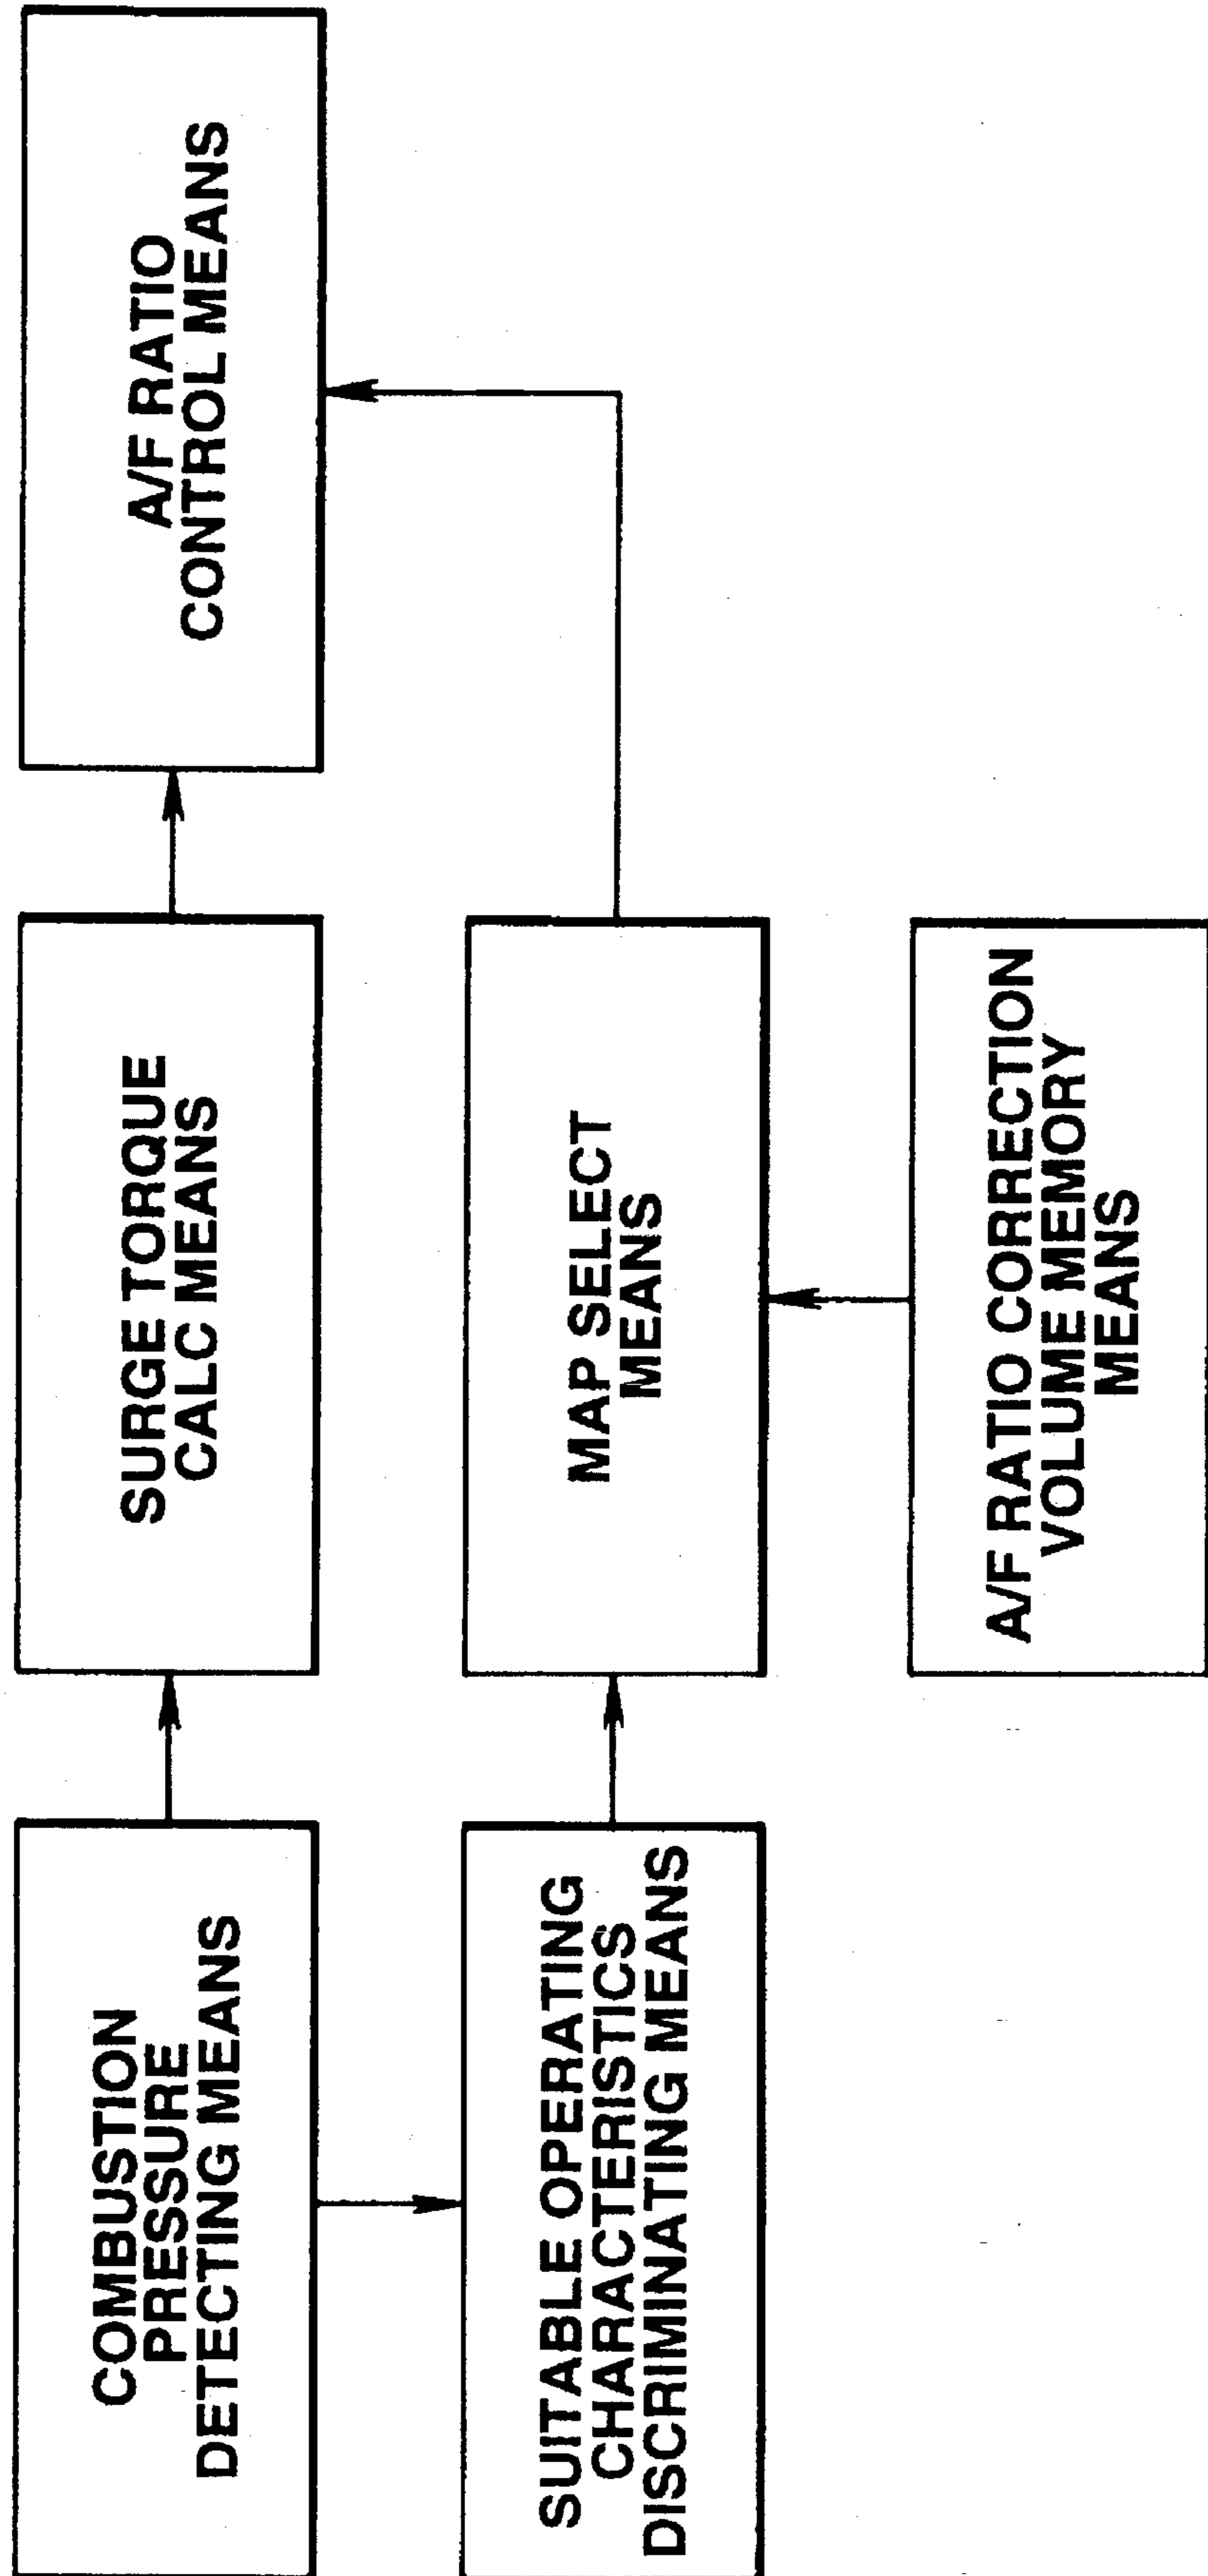 COMBUSTION
PRESSURE
DETECTING MEANS
SURGE TORQUE
CALC MEANS
A/F RATIO
CONTROL MEANS
SUITABLE OPERATING
CHARACTERISTICS
DISCRIMINATING MEANS
MAP SELECT
MEANS
A/F RATIO CORRECTION
VOLUME MEMORY
MEANS